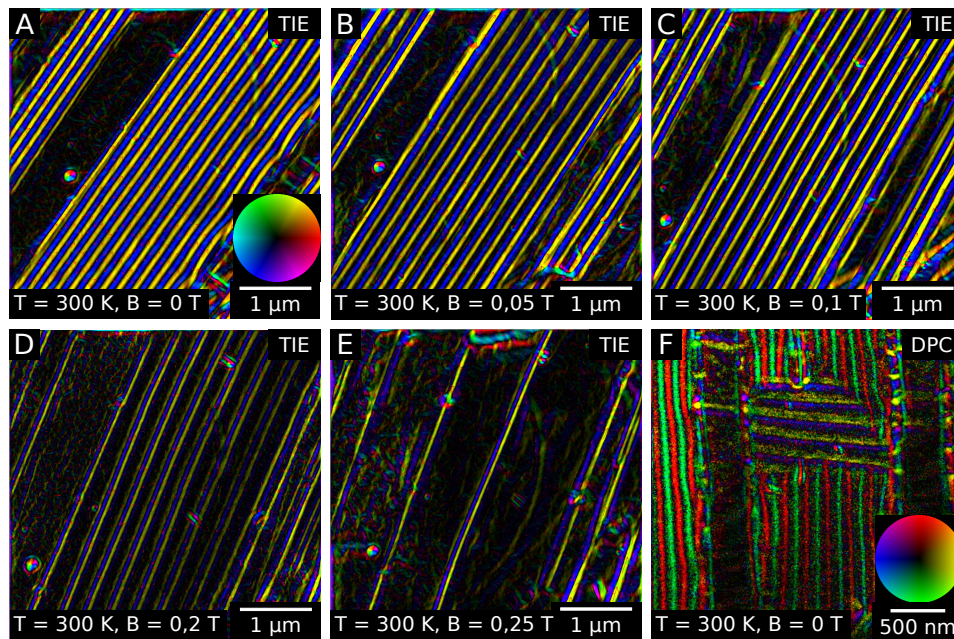 A TIE
T = 300 K, B = 0 T 1 µm
B TIE
T = 300 K, B = 0,05 T 1 µm
C TIE
T = 300 K, B = 0,1 T 1 µm
D TIE
T = 300 K, B = 0,2 T 1 µm
E TIE
T = 300 K, B = 0,25 T 1 µm
F DPC
T = 300 K, B = 0 T 500 nm